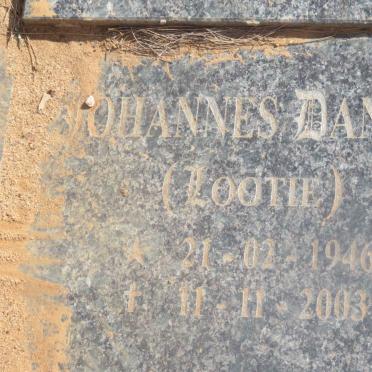 JOHANNES DAN
(LOOTIE)
* 21 - 02 - 1946
† 11 - 11 - 2003